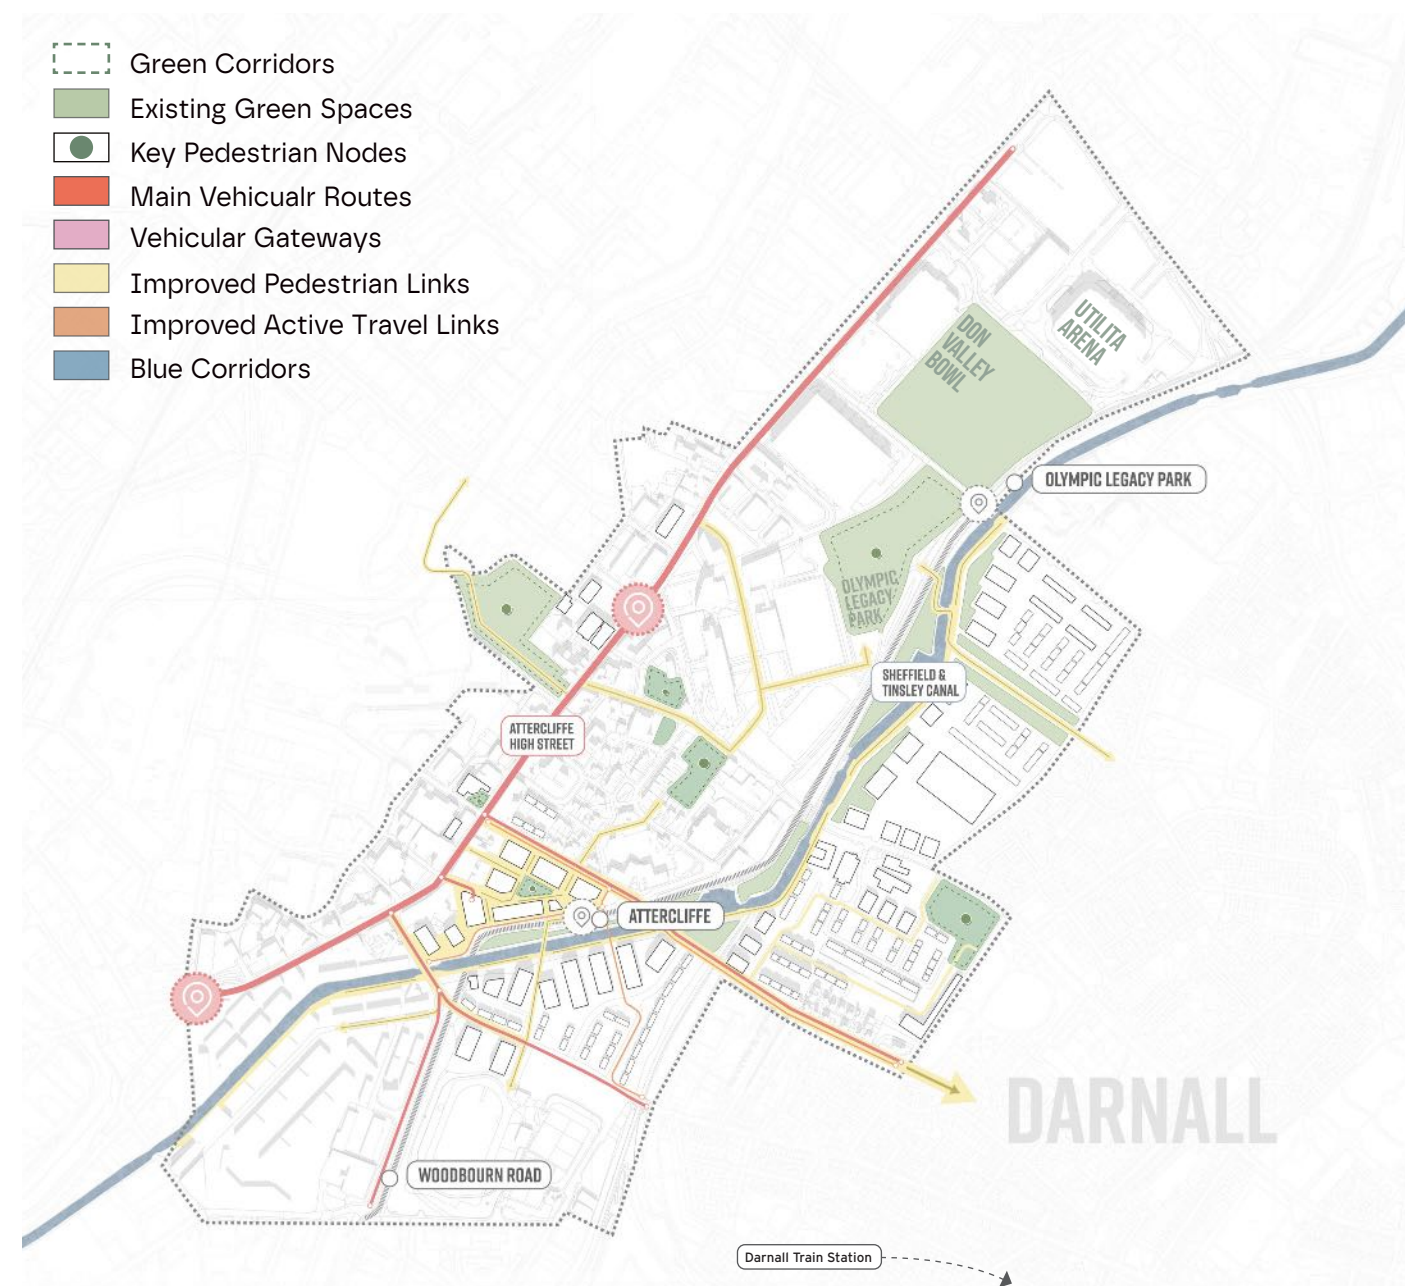 Green Corridors
Existing Green Spaces
Key Pedestrian Nodes
Main Vehicualr Routes
Vehicular Gateways
Improved Pedestrian Links
Improved Active Travel Links
Blue Corridors
DON
VALLEY
BOWL
UTILITA
ARENA
OLYMPIC LEGACY PARK
OLYMPIC
LEGACY
PARK
SHEFFIELD &
TINSLEY CANAL
ATTERCLIFFE
HIGH STREET
ATTERCLIFFE
DARNALL
WOODBOURN ROAD
Darnall Train Station